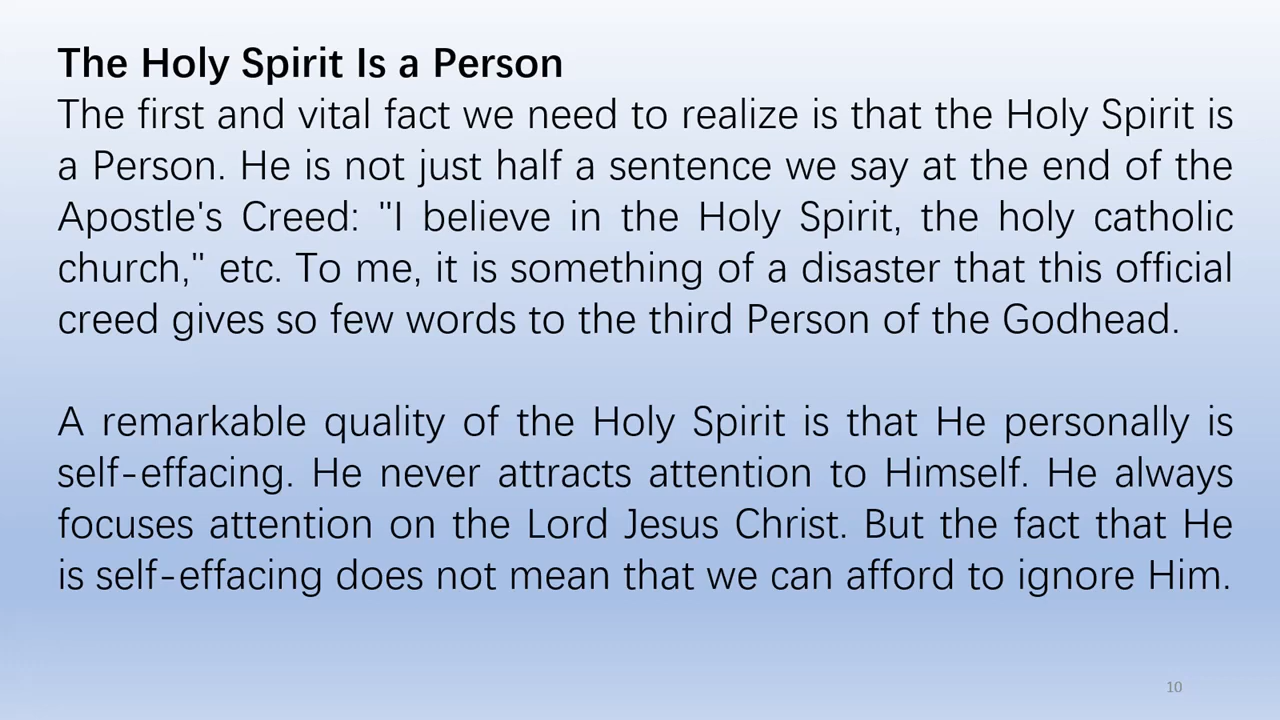 The Holy Spirit Is a Person
The first and vital fact we need to realize is that the Holy Spirit is
a Person. He is not just half a sentence we say at the end of the
Apostle's Creed: "I believe in the Holy Spirit, the holy catholic
church," etc. To me, it is something of a disaster that this official
creed gives so few words to the third Person of the Godhead.
A remarkable quality of the Holy Spirit is that He personally is
self-effacing. He never attracts attention to Himself. He always
focuses attention on the Lord Jesus Christ. But the fact that He
is self-effacing does not mean that we can afford to ignore Him.
10